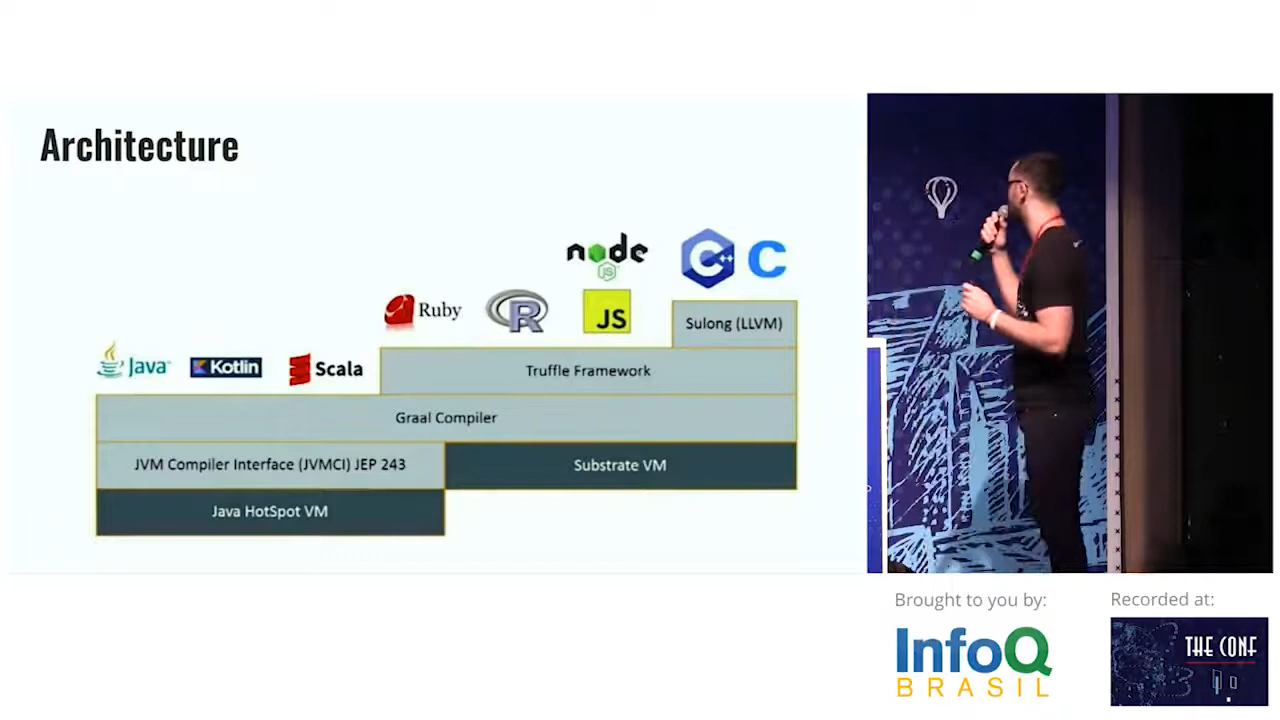 Architecture
node
JS
C++
C
Ruby
R
JS
Sulong (LLVM)
Java
Kotlin
Scala
Truffle Framework
Graal Compiler
JVM Compiler Interface (JVMCI) JEP 243
Substrate VM
Java HotSpot VM
Brought to you by:
Recorded at:
InfoQ
BRASIL
THE CONF